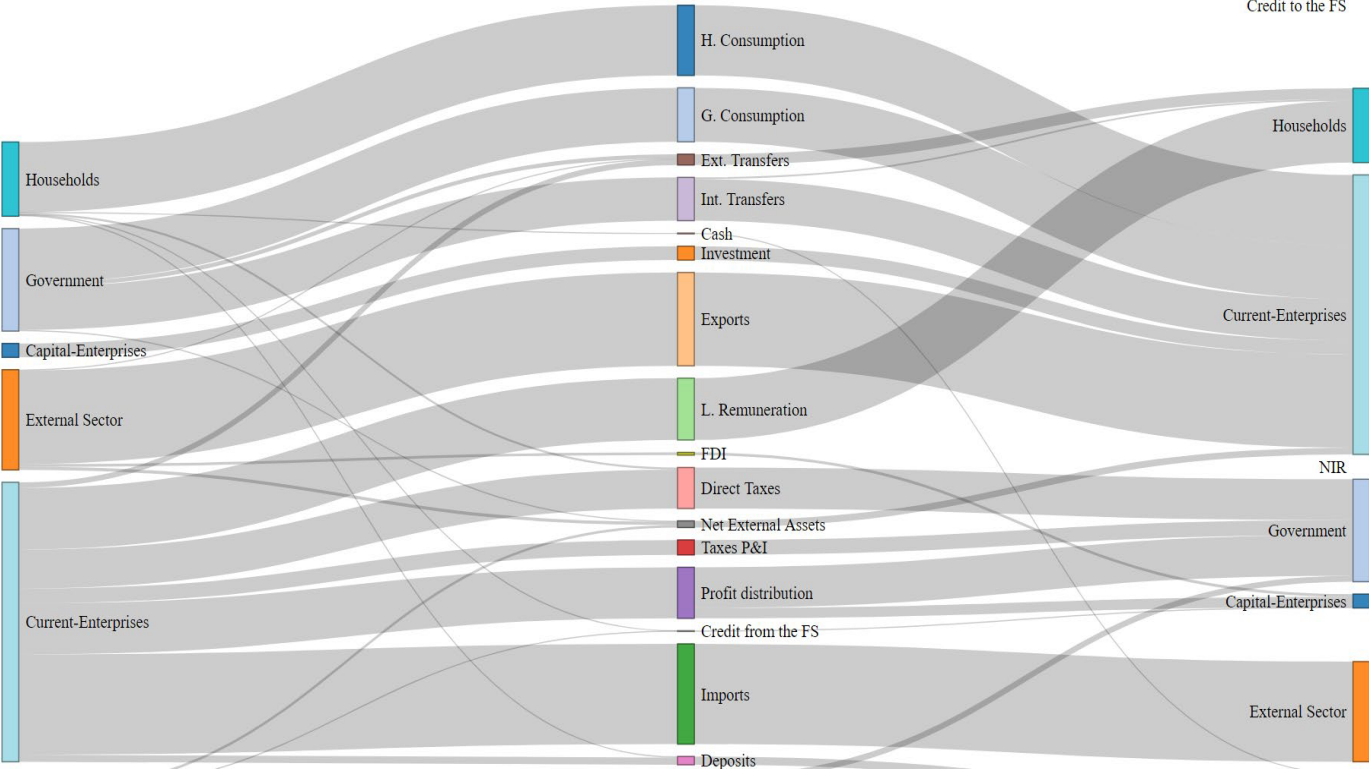 Credit to the FS
H. Consumption
G. Consumption
Households
Ext. Transfers
Households
Int. Transfers
Cash
Investment
Government
Exports
Current-Enterprises
Capital-Enterprises
L. Remuneration
External Sector
FDI
NIR
Direct Taxes
Net External Assets
Government
Taxes P&I
Profit distribution
Capital-Enterprises
Current-Enterprises
Credit from the FS
Imports
External Sector
Deposits